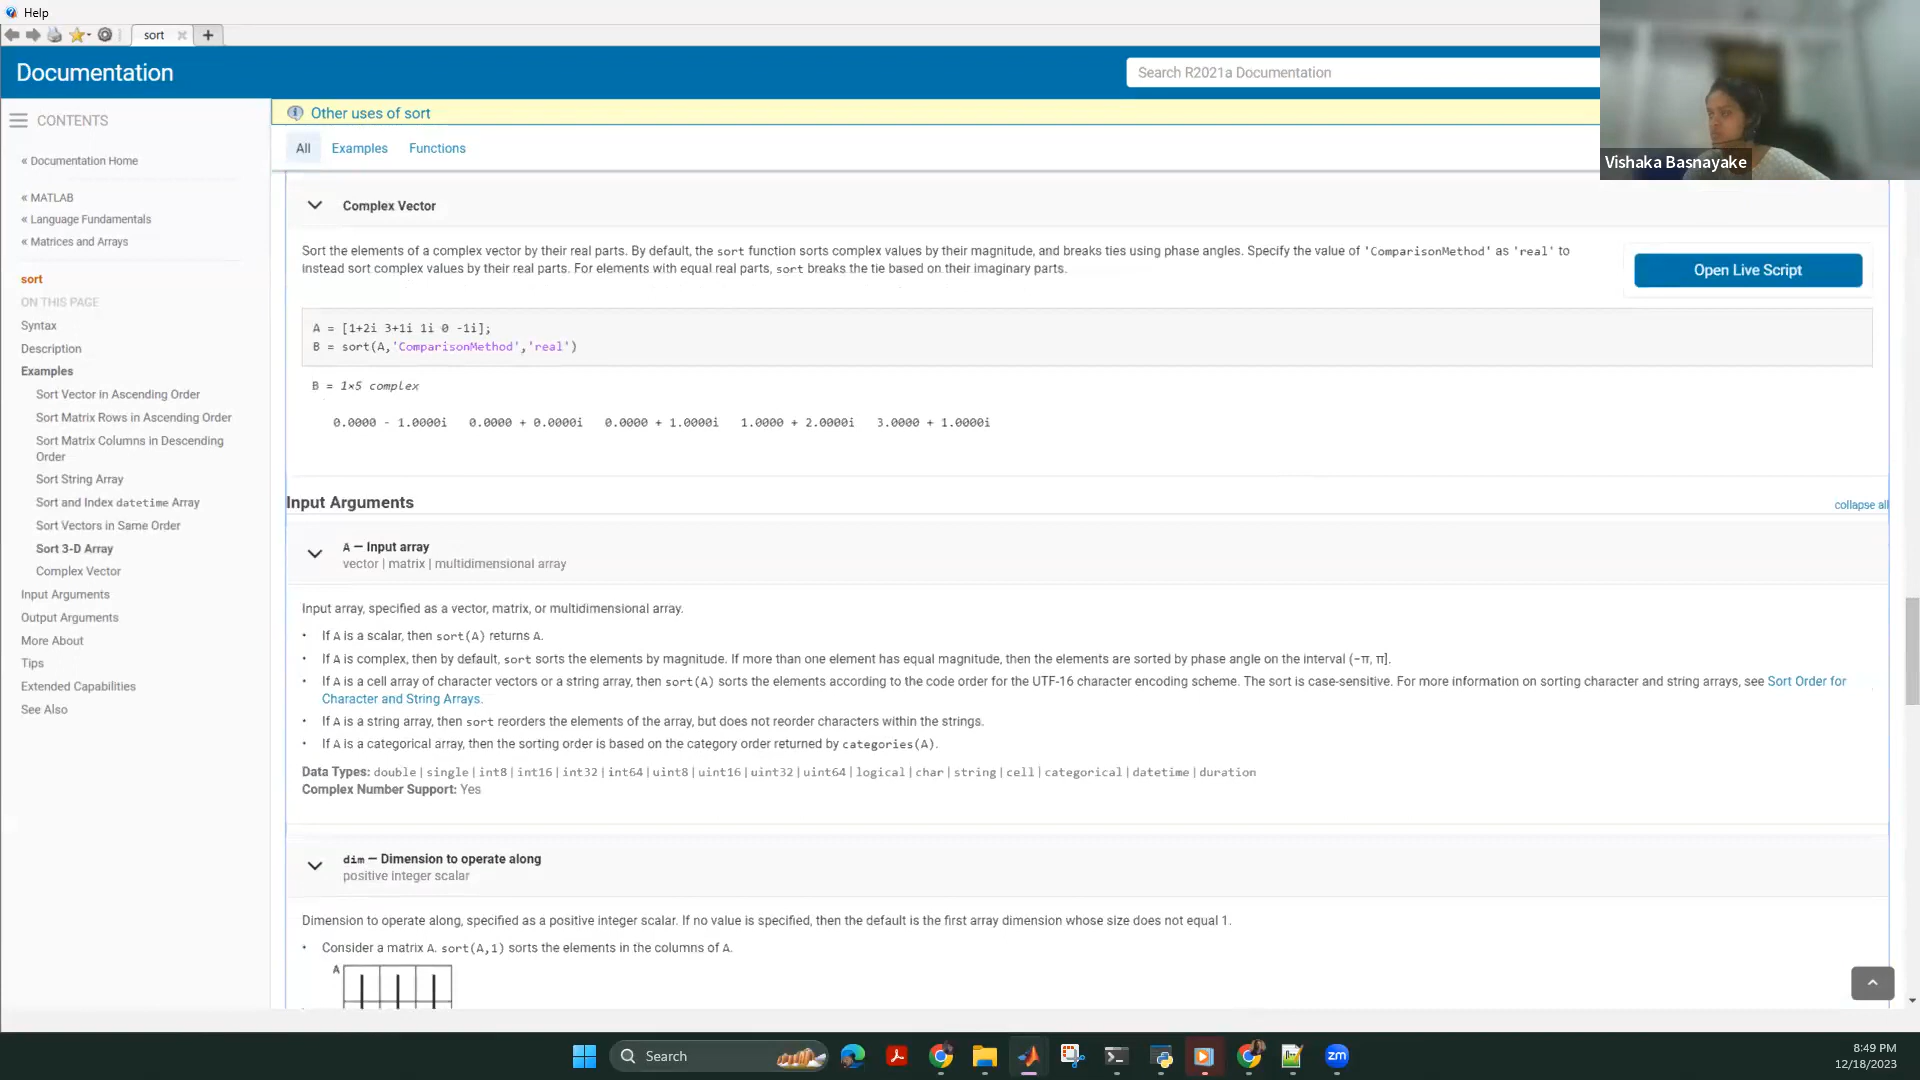 Help
sort
Documentation
Search R2021a Documentation
CONTENTS
« Documentation Home
« MATLAB
« Language Fundamentals
« Matrices and Arrays
sort
ON THIS PAGE
Syntax
Description
Examples
Sort Vector in Ascending Order
Sort Matrix Rows in Ascending Order
Sort Matrix Columns in Descending
Order
Sort String Array
Sort and Index datetime Array
Sort Vectors in Same Order
Sort 3-D Array
Complex Vector
Input Arguments
Output Arguments
More About
Tips
Extended Capabilities
See Also
Other uses of sort
All Examples Functions
Complex Vector
Sort the elements of a complex vector by their real parts. By default, the sort function sorts complex values by their magnitude, and breaks ties using phase angles. Specify the value of 'ComparisonMethod' as 'real' to
instead sort complex values by their real parts. For elements with equal real parts, sort breaks the tie based on their imaginary parts.
Open Live Script
A = [1+2i 3+1i 1i 0 -1i];
B = sort(A,'ComparisonMethod','real')
B = 1×5 complex
0.0000 - 1.0000i 0.0000 + 0.0000i 0.0000 + 1.0000i 1.0000 + 2.0000i 3.0000 + 1.0000i
Input Arguments
collapse all
A — Input array
vector | matrix | multidimensional array
Input array, specified as a vector, matrix, or multidimensional array.
• If A is a scalar, then sort(A) returns A.
• If A is complex, then by default, sort sorts the elements by magnitude. If more than one element has equal magnitude, then the elements are sorted by phase angle on the interval (−π, π].
• If A is a cell array of character vectors or a string array, then sort(A) sorts the elements according to the code order for the UTF-16 character encoding scheme. The sort is case-sensitive. For more information on sorting character and string arrays, see Sort Order for
Character and String Arrays.
• If A is a string array, then sort reorders the elements of the array, but does not reorder characters within the strings.
• If A is a categorical array, then the sorting order is based on the category order returned by categories(A).
Data Types: double | single | int8 | int16 | int32 | int64 | uint8 | uint16 | uint32 | uint64 | logical | char | string | cell | categorical | datetime | duration
Complex Number Support: Yes
dim — Dimension to operate along
positive integer scalar
Dimension to operate along, specified as a positive integer scalar. If no value is specified, then the default is the first array dimension whose size does not equal 1.
• Consider a matrix A. sort(A,1) sorts the elements in the columns of A.
A
Vishaka Basnayake
Search
zm
8:49 PM
12/18/2023